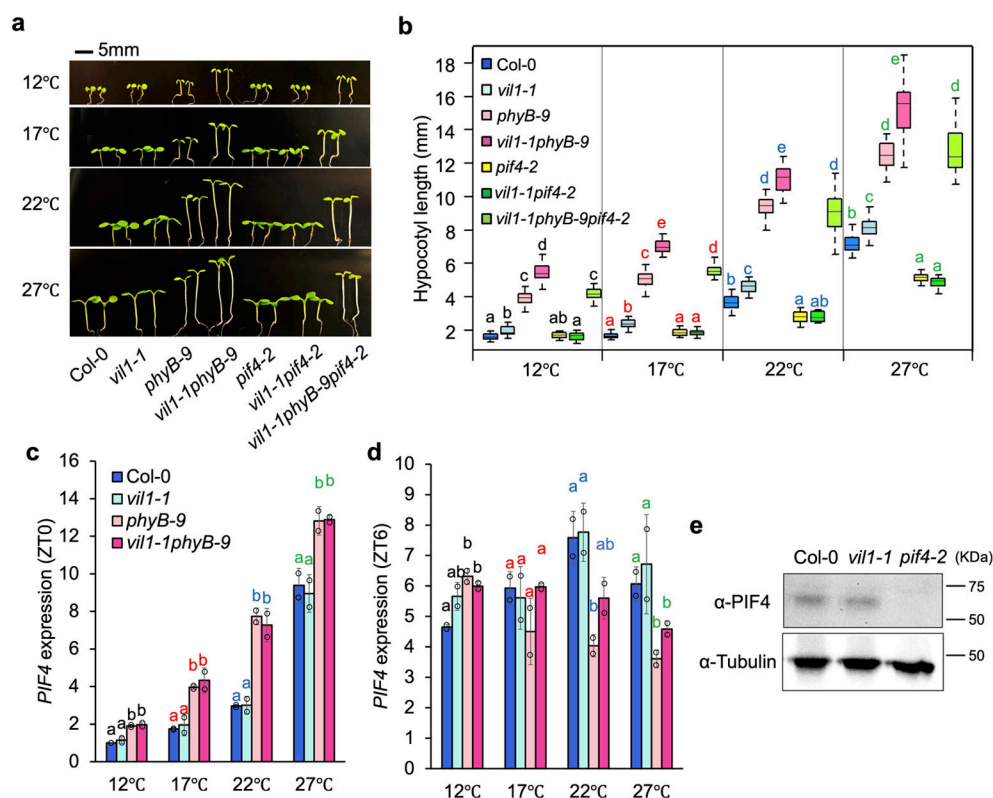 a
5mm
12℃
17℃
22℃
27℃
Col-0
vil1-1
phyB-9
vil1-1phyB-9
pif4-2
vil1-1pif4-2
vil1-1phyB-9pif4-2
b
Hypocotyl length (mm)
18
16
14
12
10
8
6
4
2
Col-0
vil1-1
phyB-9
vil1-1phyB-9
pif4-2
vil1-1pif4-2
vil1-1phyB-9pif4-2
a b c d ab a c
a b c e a a d
b c d e a ab d
b c d e a a d
12℃ 17℃ 22℃ 27℃
c
PIF4 expression (ZT0)
16
14
12
10
8
6
4
2
0
Col-0
vil1-1
phyB-9
vil1-1phyB-9
a a b b
a a b b
a a b b
a a b b
12℃ 17℃ 22℃ 27℃
d
PIF4 expression (ZT6)
10
9
8
7
6
5
4
3
2
1
0
a ab b b
a a a a
a a b ab
a a b b
12℃ 17℃ 22℃ 27℃
e
Col-0 vil1-1 pif4-2 (KDa)
α-PIF4
75
50
α-Tubulin
50